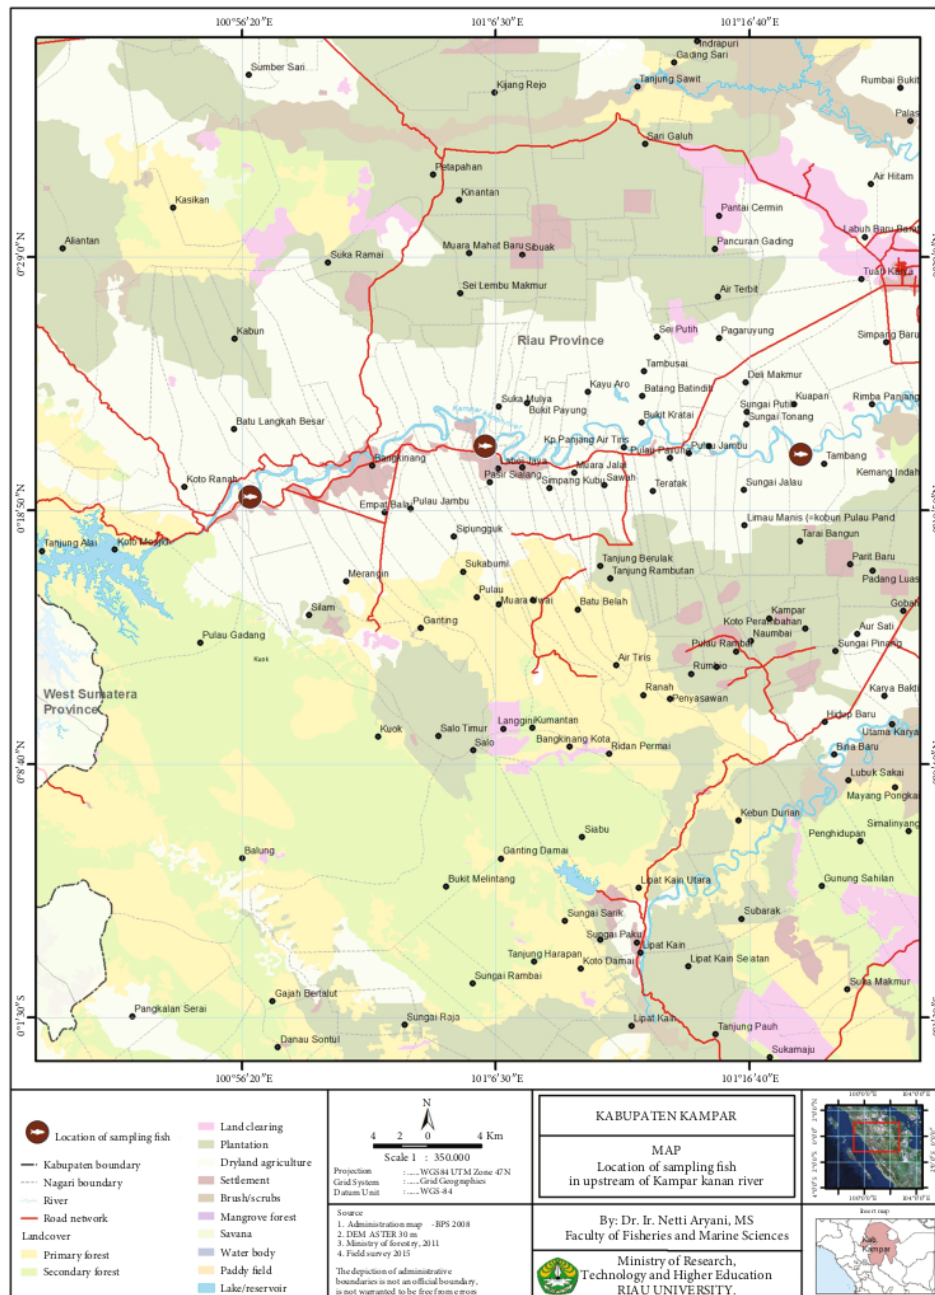 100°56′20″E 101°6′30″E 101°16′40″E
Indrapuri
Gading Sari
Sumber Sari
Tanjung Sawit
Rumbai Bukit
Kijang Rejo
Palas
Sari Galuh
Petapahan
Air Hitam
Kinantan
Kasikan
Pantai Cermin
Labuh Baru Barat
Aliantan
Muara Mahat Baru
Sibuak
Pancuran Gading
0°29′0″N
Suka Ramai
Tuah Karya
Sei Lembu Makmur
Air Terbit
Kabun
Sei Putih
Pagaruyung
Riau Province
Simpang Baru
Tambusai
Deli Makmur
Kayu Aro
Batang Batindih
Suka Mulya
Bukit Payung
Sungai Putih
Kuapan
Rimba Panjang
Batu Langkah Besar
Bukit Kratai
Sungai Tonang
Kp.Panjang Air Tiris
Pulau Payung
Pulau Jambu
Bangkinang
Laboi Jaya
Muara Jalai
Tambang
Pasir Sialang
Simpang Kubu
Sawah
Kemang Indah
Koto Ranah
Teratak
Sungai Jalau
Empat Balai
Pulau Jambu
0°18′50″N
Limau Manis (=kobun Pulau Pand
Sipungguk
Tarai Bangun
Tanjung Alai
Koto Mesjid
Tanjung Berulak
Parit Baru
Merangin
Sukabumi
Tanjung Rambutan
Padang Luas
Pulau
Muara Uwai
Batu Belah
Silam
Kampar
Gobah
Ganting
Koto Perambahan
Pulau Gadang
Naumbai
Aur Sati
Kuok
Pulau Rambai
Sungai Pinang
Air Tiris
Rumbio
West Sumatera
Province
Ranah
Penyasawan
Karya Bakti
Langgini
Kumantan
Hidup Baru
Kuok
Salo Timur
Utama Karya
Salo
Bangkinang Kota
Ridan Permai
Bina Baru
0°8′40″N
Lubuk Sakai
Mayang Pongkai
Kebun Durian
Simalinyang
Siabu
Penghidupan
Balung
Ganting Damai
Bukit Melintang
Lipat Kain Utara
Gunung Sahilan
Sungai Sarik
Subarak
Sungai Paku
Lipat Kain
Tanjung Harapan
Koto Damai
Lipat Kain Selatan
Sungai Rambai
Suka Makmur
Gajah Bertalut
0°1′30″S
Pangkalan Serai
Sungai Raja
Lipat Kain
Tanjung Pauh
Danau Sontul
Sukamaju
100°56′20″E 101°6′30″E 101°16′40″E
Location of sampling fish
Kabupaten boundary
Nagari boundary
River
Road network
Landcover
Primary forest
Secondary forest
Land clearing
Plantation
Dryland agriculture
Settlement
Brush/scrubs
Mangrove forest
Savana
Water body
Paddy field
Lake/reservoir
N
4 2 0 4 Km
Scale 1 : 350.000
Projection :......WGS84 UTM Zone 47N
Grid System :......Grid Geographies
Datum Unit :......WGS-84
Source
1. Administration map -BPS 2008
2. DEM ASTER 30 m
3. Ministry of forestry, 2011
4. Field survey 2015
The depiction of administrative
boundaries is not an official boundary,
is not warranted to be free from errors
KABUPATEN KAMPAR
MAP
Location of sampling fish
in upstream of Kampar kanan river
By: Dr. Ir. Netti Aryani, MS
Faculty of Fisheries and Marine Sciences
Ministry of Research,
Technology and Higher Education
RIAU UNIVERSITY.
100°0′0″E 104°0′0″E
Insert map
Kab.
Kampar